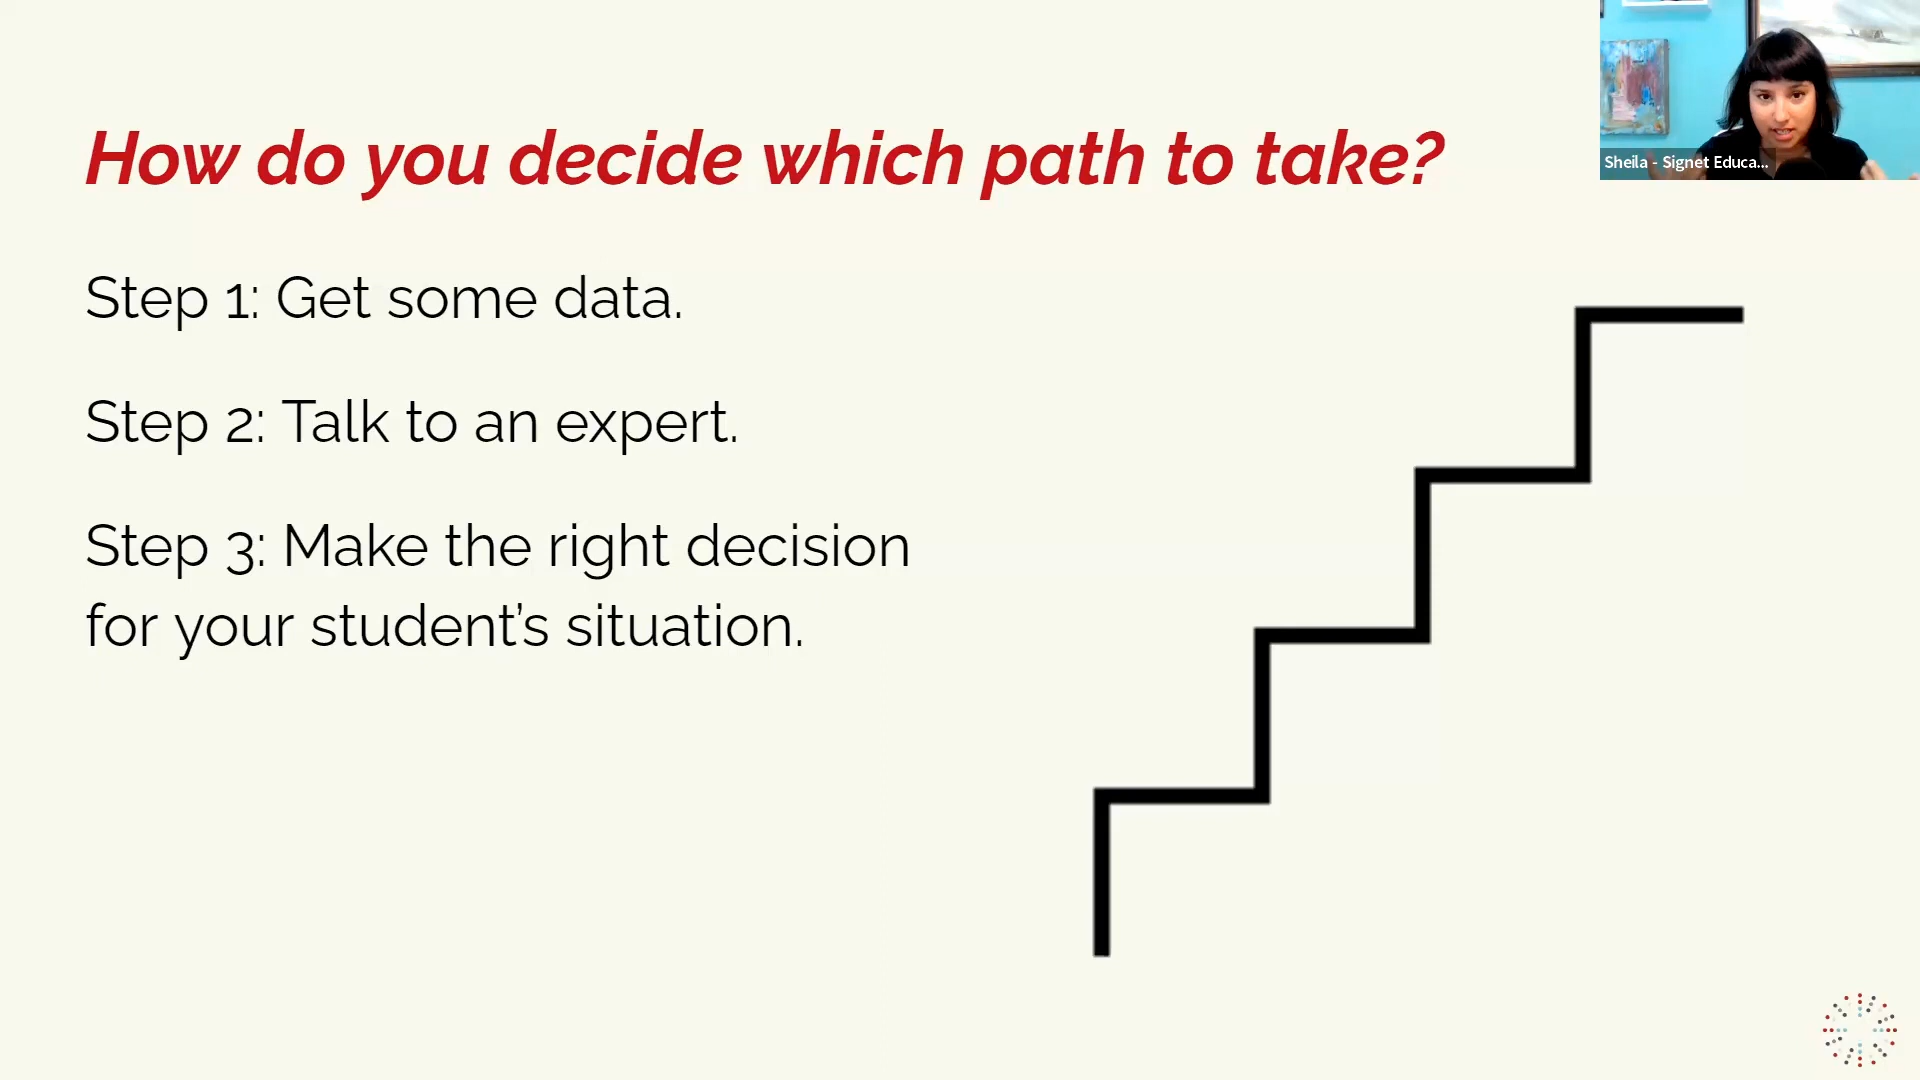 How do you decide which path to take?
Sheila - Signet Educa...
Step 1: Get some data.
Step 2: Talk to an expert.
Step 3: Make the right decision
for your student’s situation.